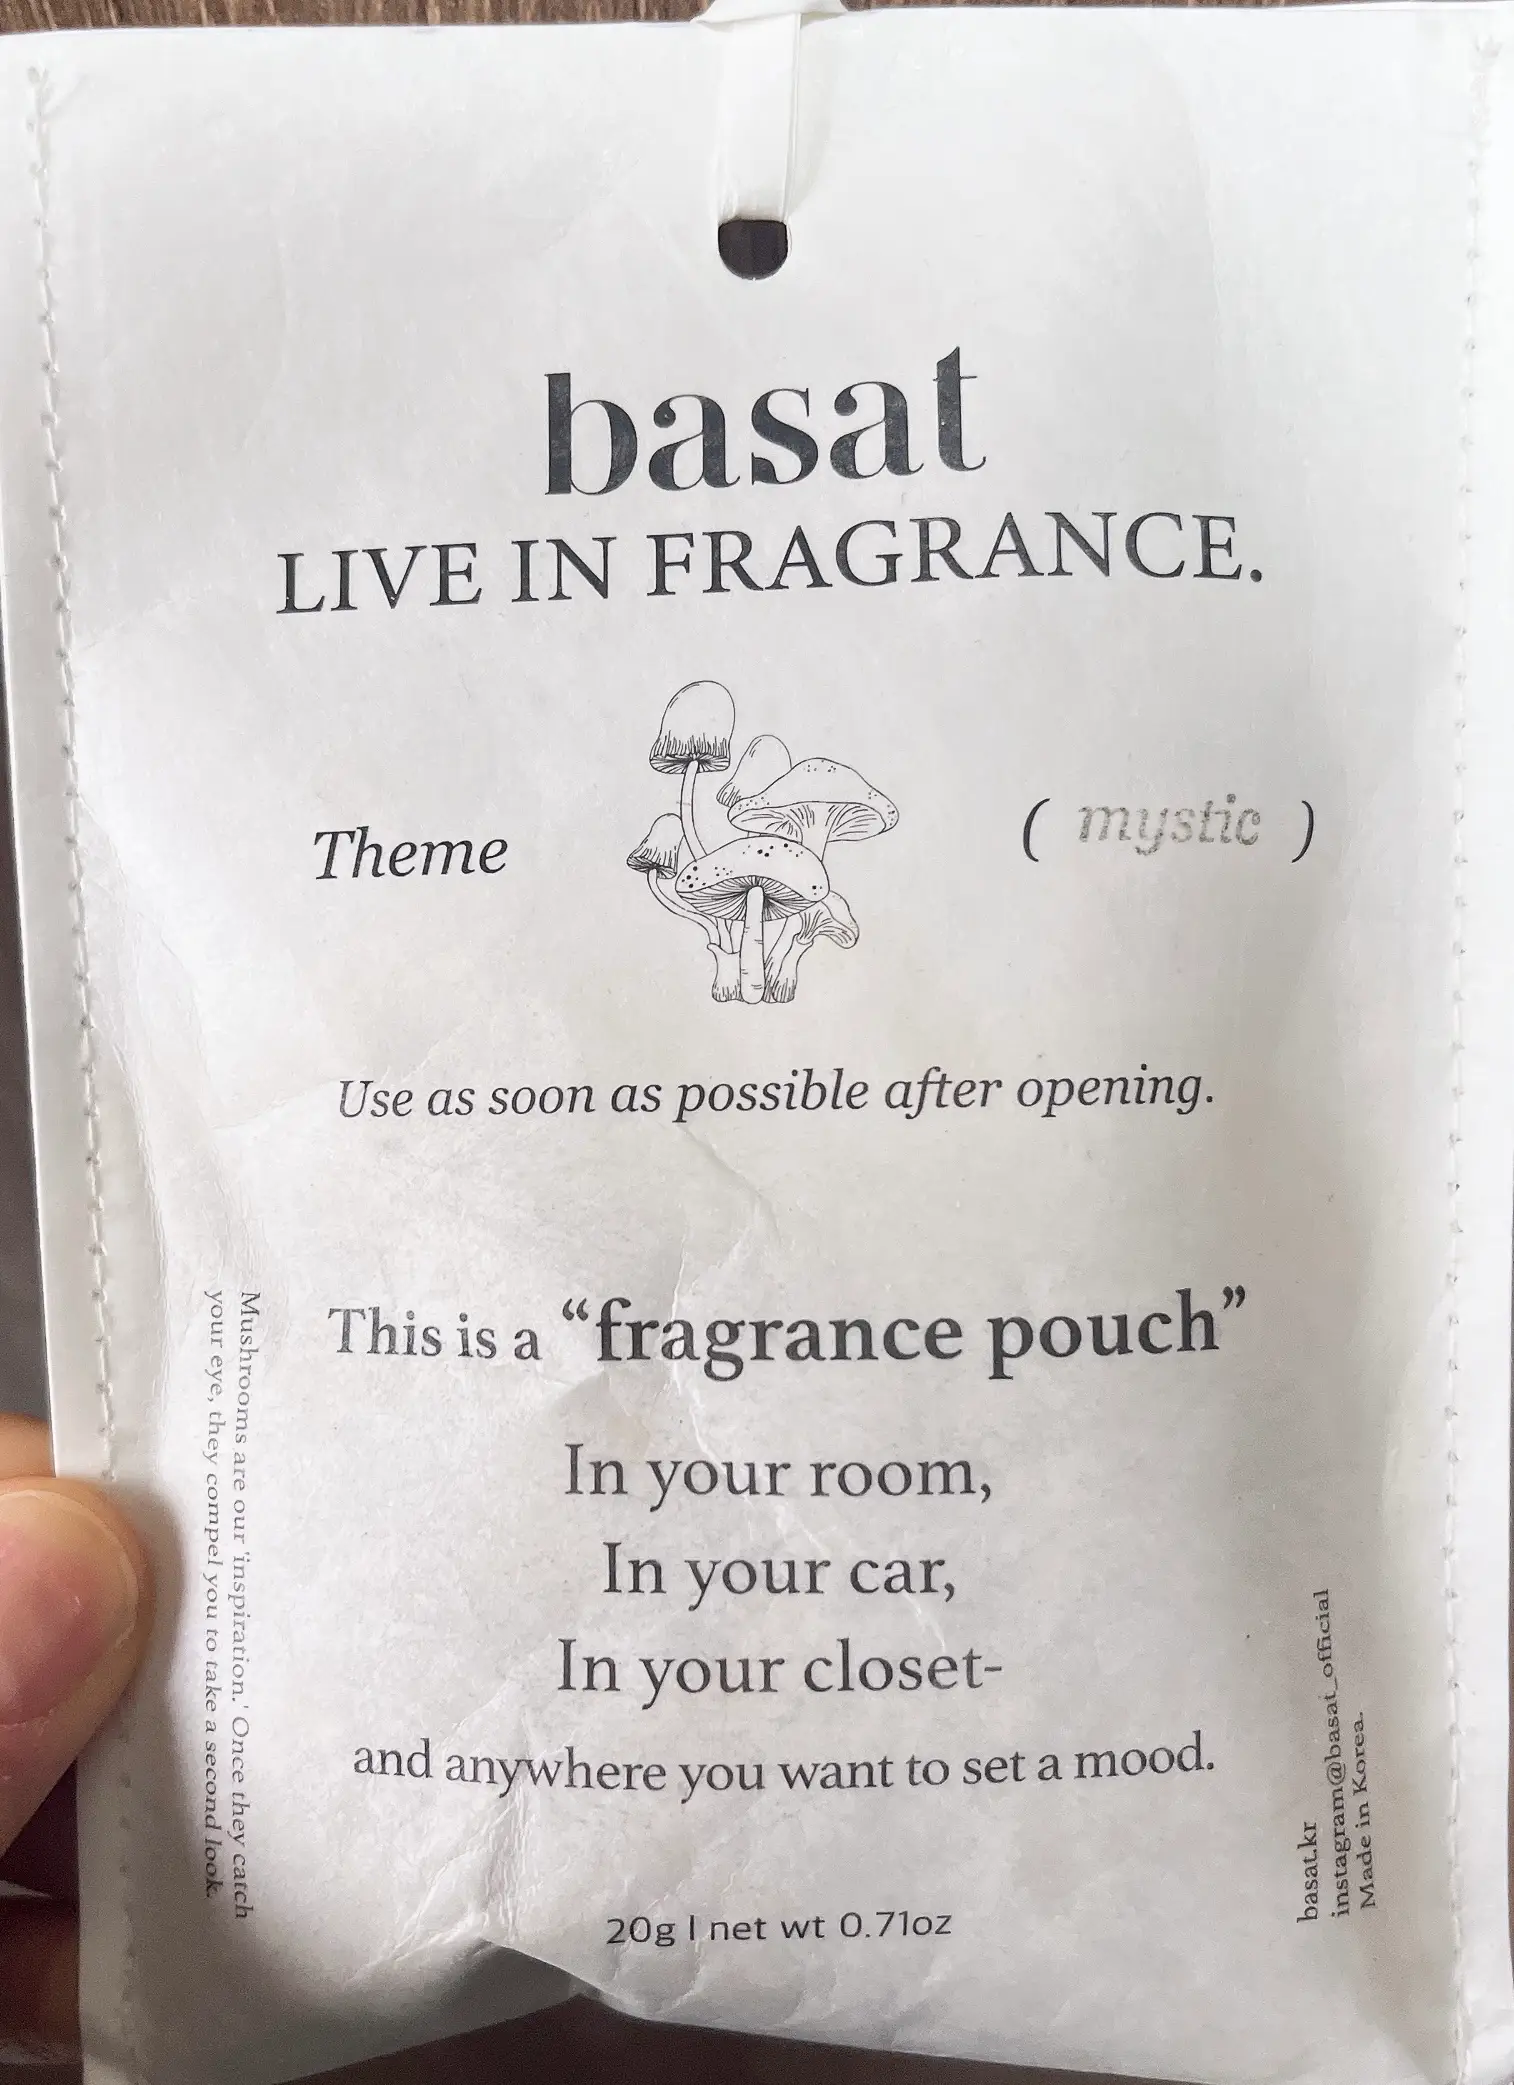 basat
LIVE IN FRAGRANCE.
Theme ( mystic )
Use as soon as possible after opening.
This is a “fragrance pouch”
In your room,
In your car,
In your closet-
and anywhere you want to set a mood.
20g | net wt 0.71oz
Mushrooms are our 'inspiration.' Once they catch
your eye, they compel you to take a second look.
basat.kr
instagram@basat_official
Made in Korea.